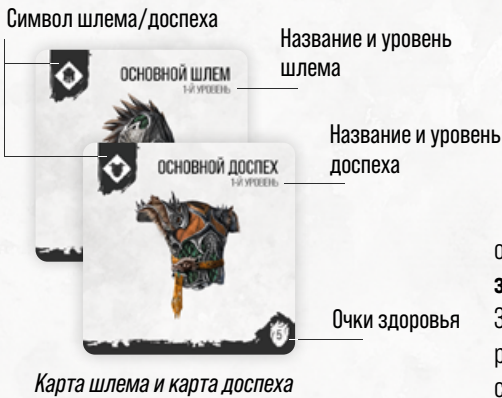 Символ шлема/доспеха
Название и уровень
шлема
ОСНОВНОЙ ШЛЕМ
1-Й УРОВЕНЬ
Название и уровень
доспеха
ОСНОВНОЙ ДОСПЕХ
1-Й УРОВЕНЬ
Очки здоровья
5
Карта шлема и карта доспеха